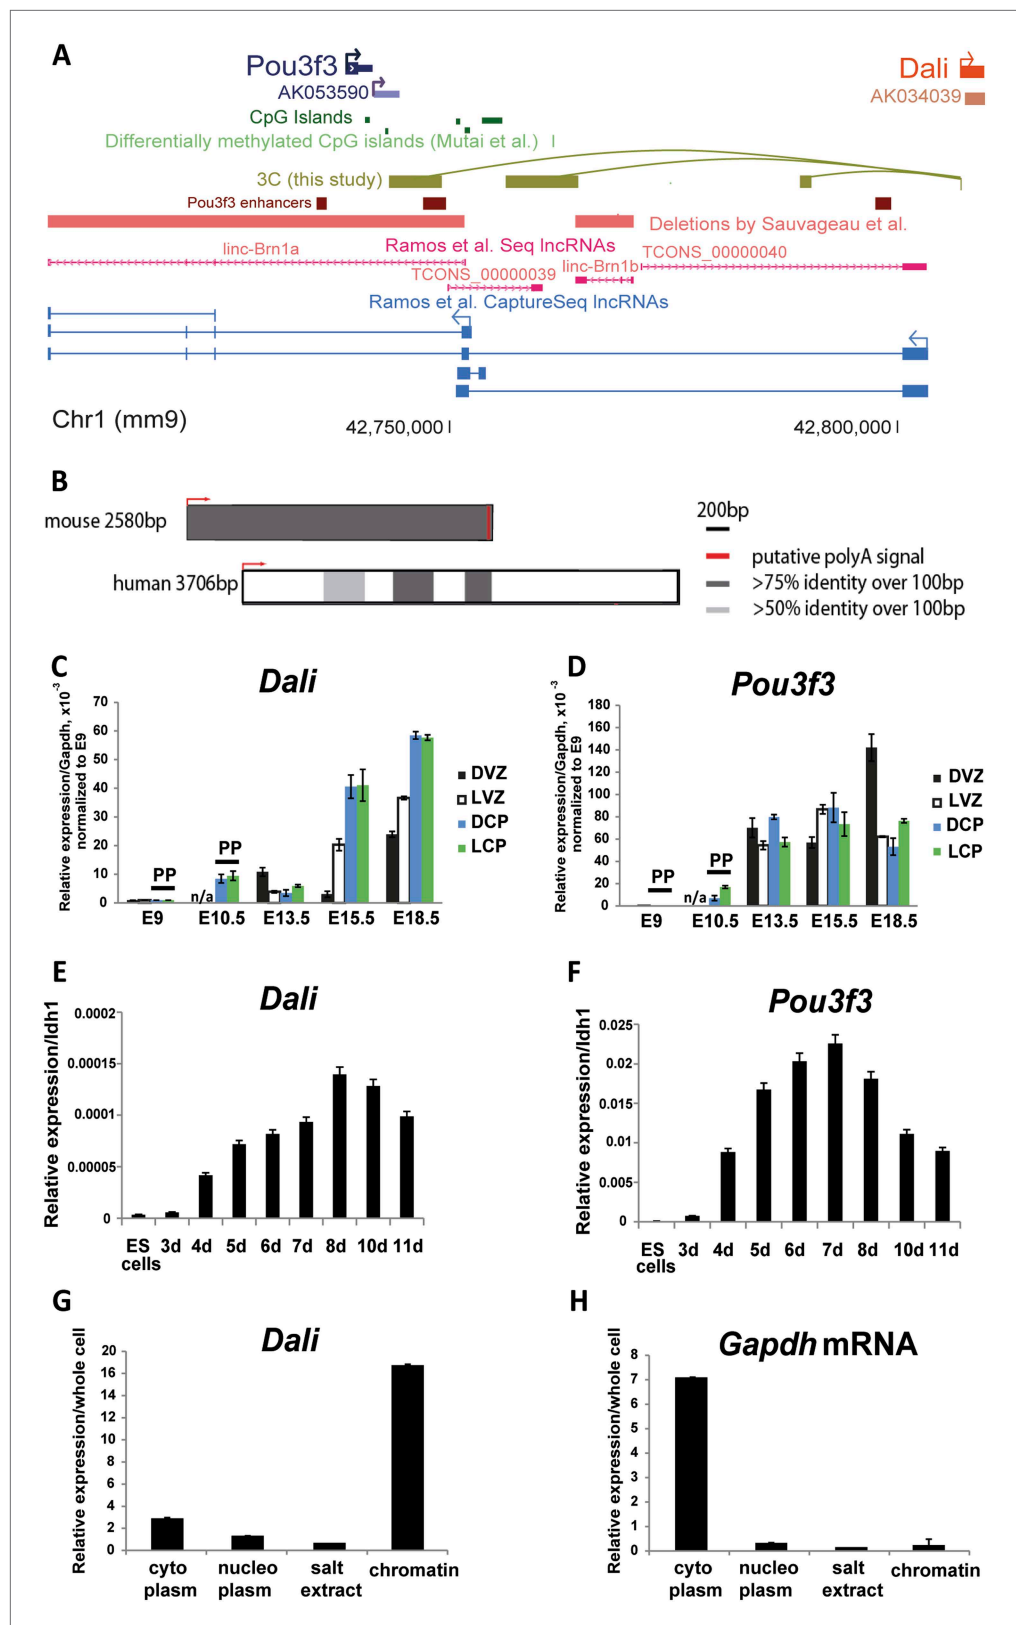 A
Pou3f3
Dali
AK053590
AK034039
CpG Islands
Differentially methylated CpG islands (Mutai et al.)
3C (this study)
Pou3f3 enhancers
Deletions by Sauvageau et al.
linc-Brn1a
Ramos et al. Seq lncRNAs
TCONS_00000040
TCONS_00000039
linc-Brn1b
Ramos et al. CaptureSeq lncRNAs
Chr1 (mm9)
42,750,000
42,800,000
B
mouse 2580bp
human 3706bp
200bp
putative polyA signal
>75% identity over 100bp
>50% identity over 100bp
C
Dali
Relative expression/Gapdh, x10⁻³
normalized to E9
70
60
50
40
30
20
10
0
PP
n/a
PP
E9 E10.5 E13.5 E15.5 E18.5
DVZ
LVZ
DCP
LCP
D
Pou3f3
Relative expression/Gapdh, x10⁻³
normalized to E9
180
160
140
120
100
80
60
40
20
0
PP
n/a
PP
E9 E10.5 E13.5 E15.5 E18.5
DVZ
LVZ
DCP
LCP
E
Dali
Relative expression/Idh1
0.0002
0.00015
0.0001
0.00005
0
ES cells 3d 4d 5d 6d 7d 8d 10d 11d
F
Pou3f3
Relative expression/Idh1
0.025
0.02
0.015
0.01
0.005
0
ES cells 3d 4d 5d 6d 7d 8d 10d 11d
G
Dali
Relative expression/whole cell
20
16
14
12
10
8
6
4
2
0
cyto plasm nucleo plasm salt extract chromatin
H
Gapdh mRNA
Relative expression/whole cell
8
7
6
5
4
3
2
1
0
cyto plasm nucleo plasm salt extract chromatin